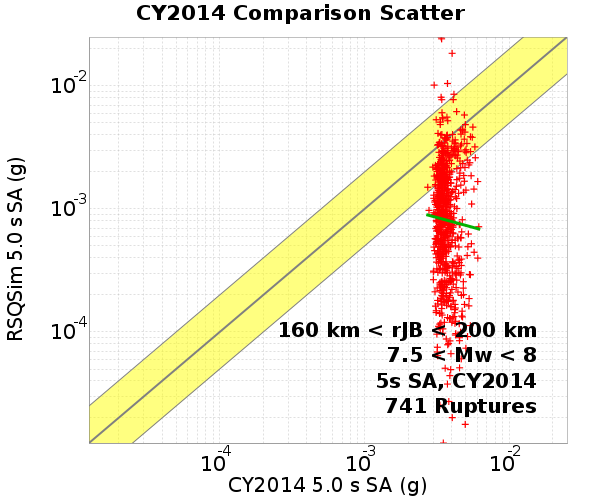 CY2014 Comparison Scatter
RSQSim 5.0 s SA (g)
10-2
10-3
10-4
160 km < rJB < 200 km
7.5 < Mw < 8
5s SA, CY2014
741 Ruptures
10-4 10-3 10-2
CY2014 5.0 s SA (g)